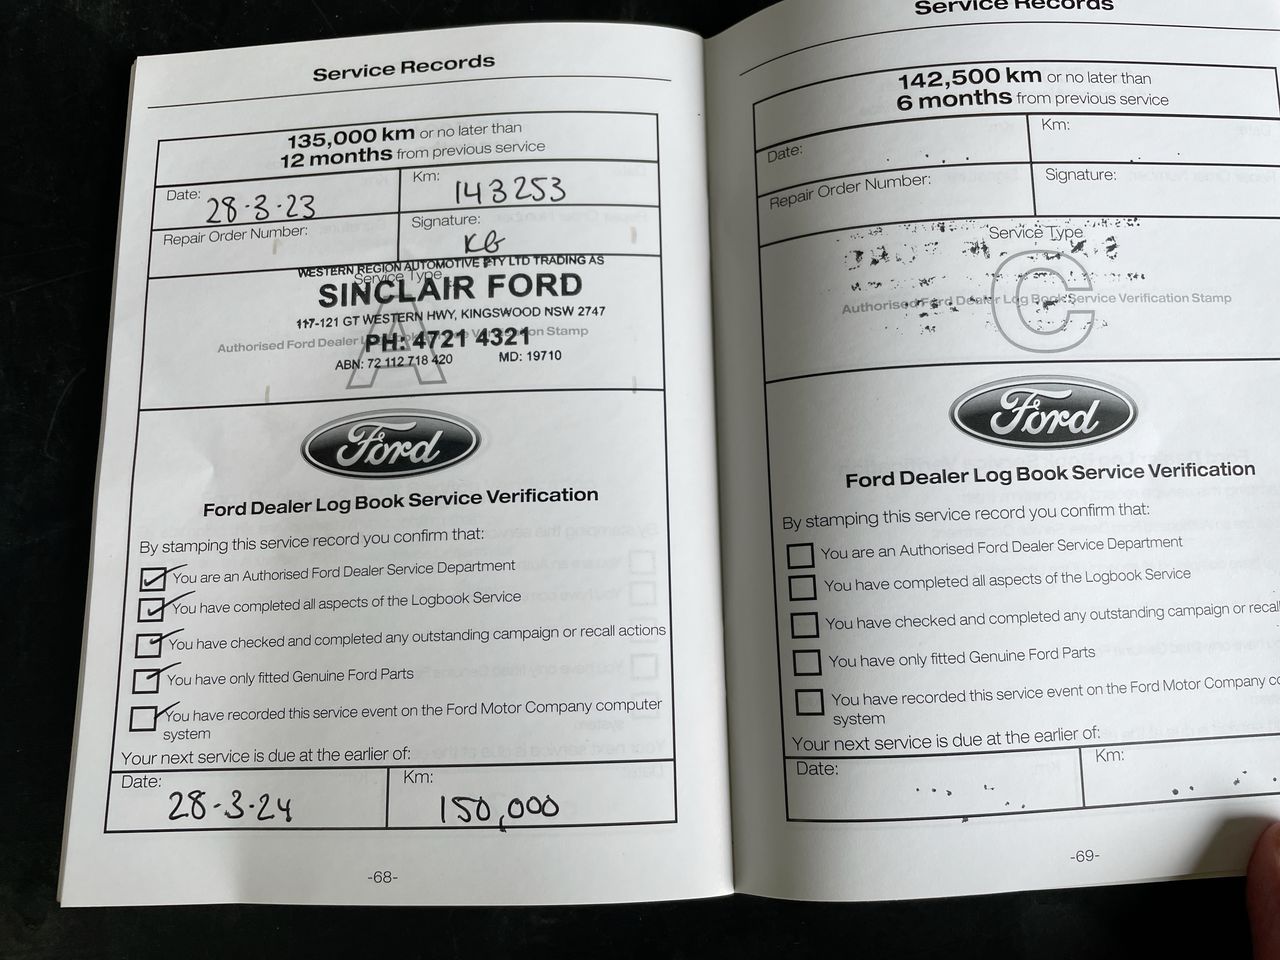 Service Records
135,000 km or no later than
12 months from previous service
Date: 28-3-23
Km: 143253
Repair Order Number:
Signature: KG
WESTERN REGION AUTOMOTIVE PTY LTD TRADING AS
Service Type
SINCLAIR FORD
117-121 GT WESTERN HWY, KINGSWOOD NSW 2747
Authorised Ford Dealer Log Book Service Verification Stamp
PH: 4721 4321
ABN: 72 112 718 420 MD: 19710
A
Ford
Ford Dealer Log Book Service Verification
By stamping this service record you confirm that:
You are an Authorised Ford Dealer Service Department
You have completed all aspects of the Logbook Service
You have checked and completed any outstanding campaign or recall actions
You have only fitted Genuine Ford Parts
You have recorded this service event on the Ford Motor Company computer
system
Your next service is due at the earlier of:
Date: 28-3-24
Km: 150,000
-68-
Service Records
142,500 km or no later than
6 months from previous service
Date:
Km:
Repair Order Number:
Signature:
Service Type
Authorised Ford Dealer Log Book Service Verification Stamp
C
Ford
Ford Dealer Log Book Service Verification
By stamping this service record you confirm that:
You are an Authorised Ford Dealer Service Department
You have completed all aspects of the Logbook Service
You have checked and completed any outstanding campaign or recall
You have only fitted Genuine Ford Parts
You have recorded this service event on the Ford Motor Company co
system
Your next service is due at the earlier of:
Date:
Km:
-69-